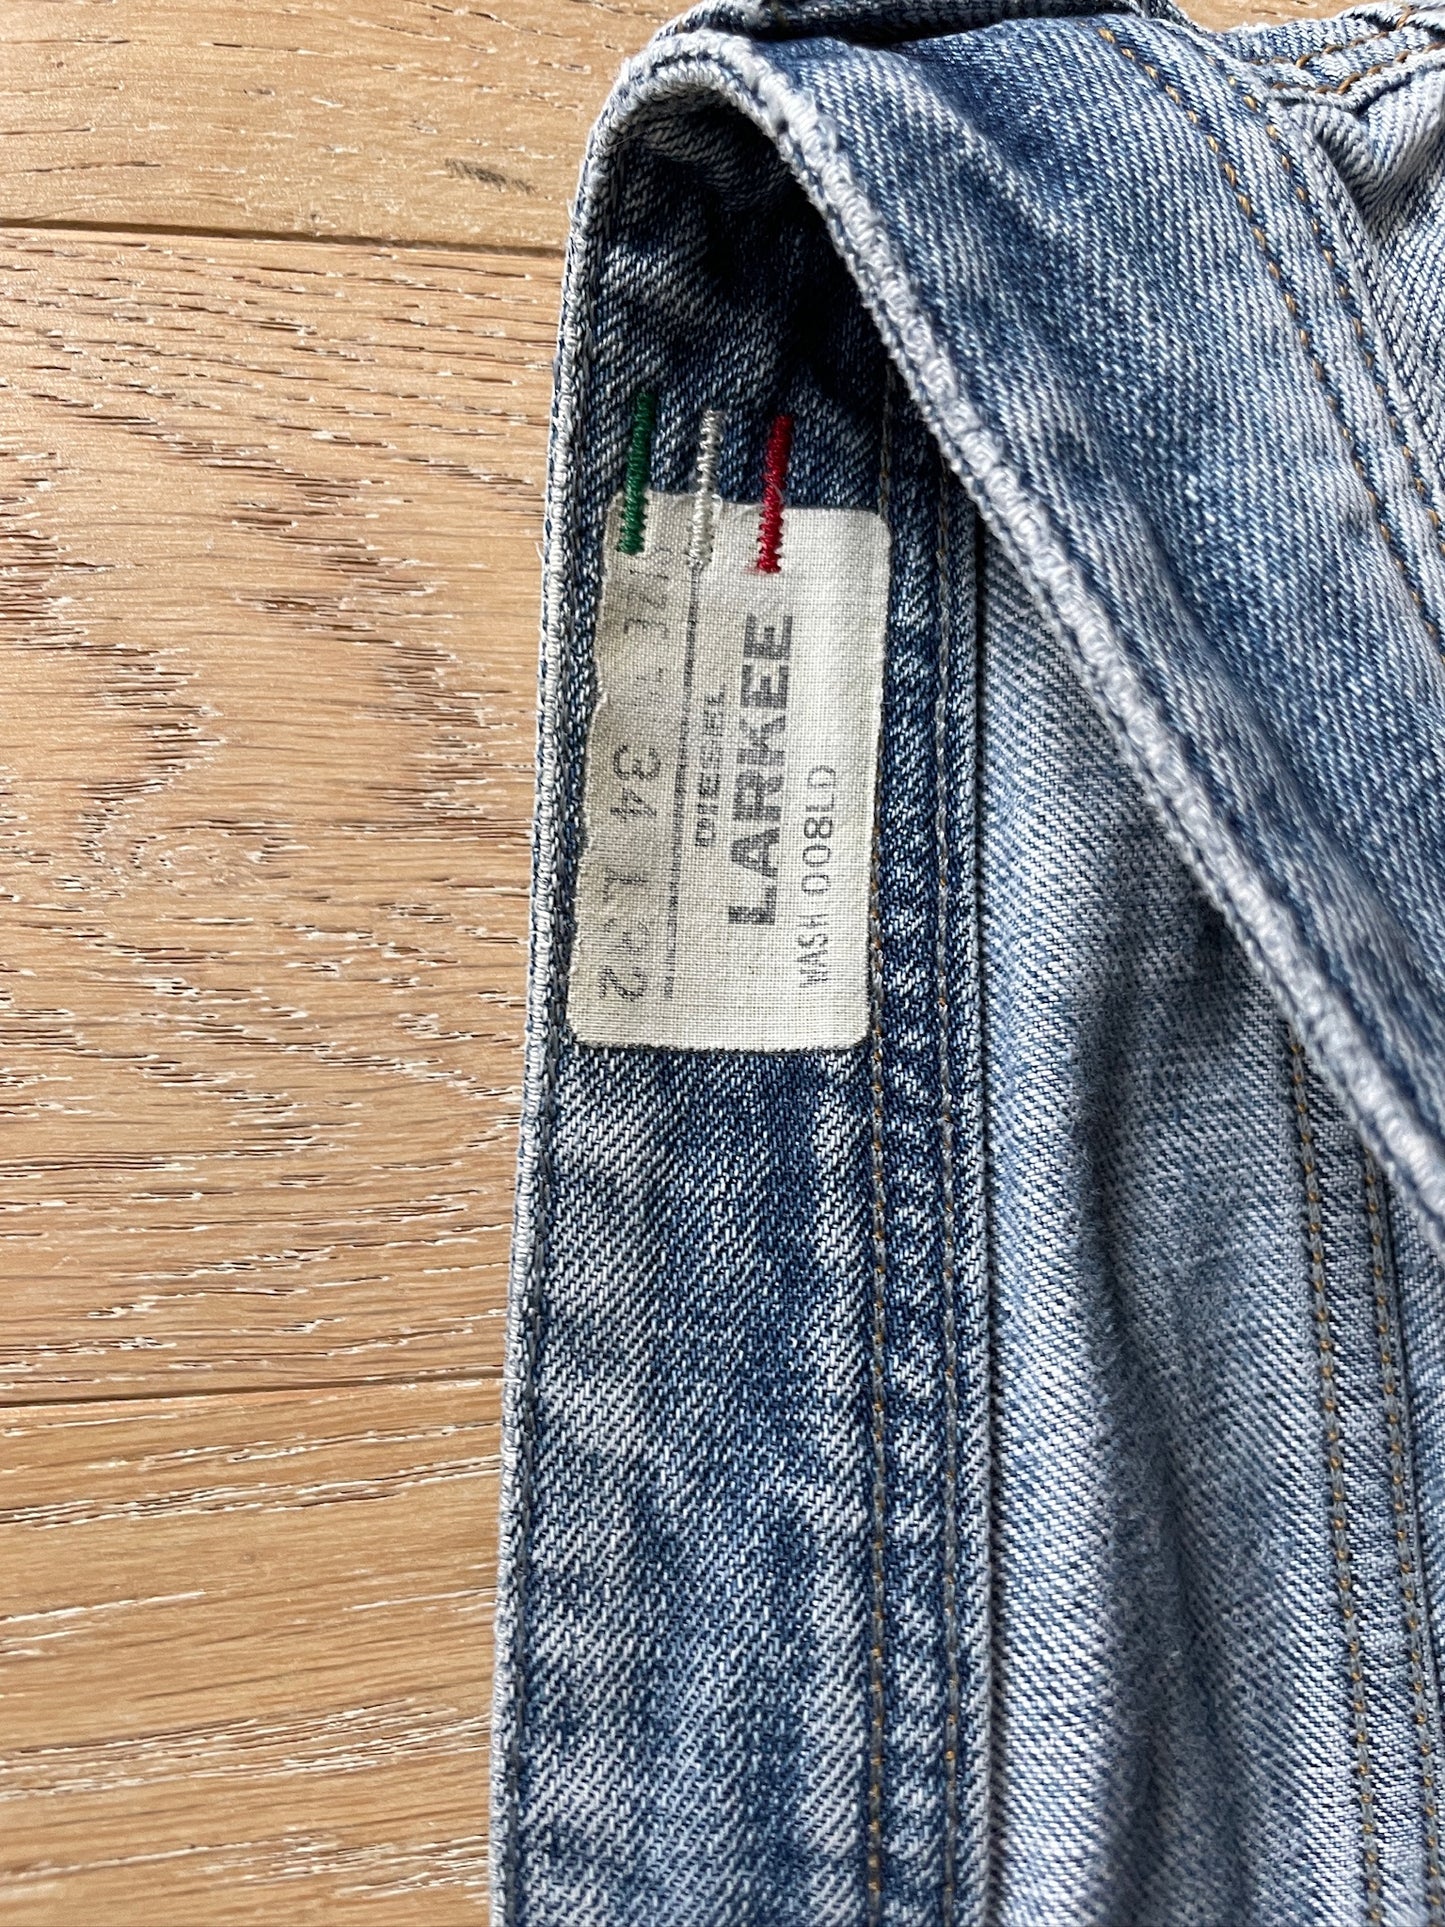 DIESEL
LARKEE
WASH 008LD
34
32